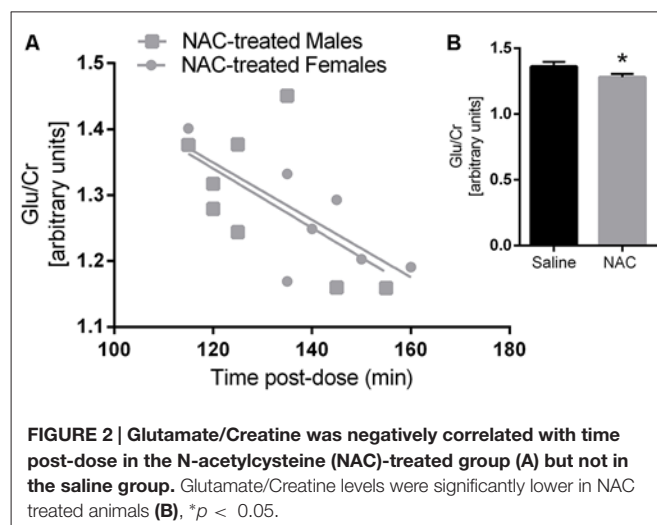 A
NAC-treated Males
NAC-treated Females
1.5
1.4
1.3
1.2
1.1
Glu/Cr
[arbitrary units]
100
120
140
160
180
Time post-dose (min)
B
1.5
1.0
0.5
0.0
Glu/Cr
[arbitrary units]
*
Saline
NAC
FIGURE 2 | Glutamate/Creatine was negatively correlated with time
post-dose in the N-acetylcysteine (NAC)-treated group (A) but not in
the saline group. Glutamate/Creatine levels were significantly lower in NAC
treated animals (B), *p < 0.05.